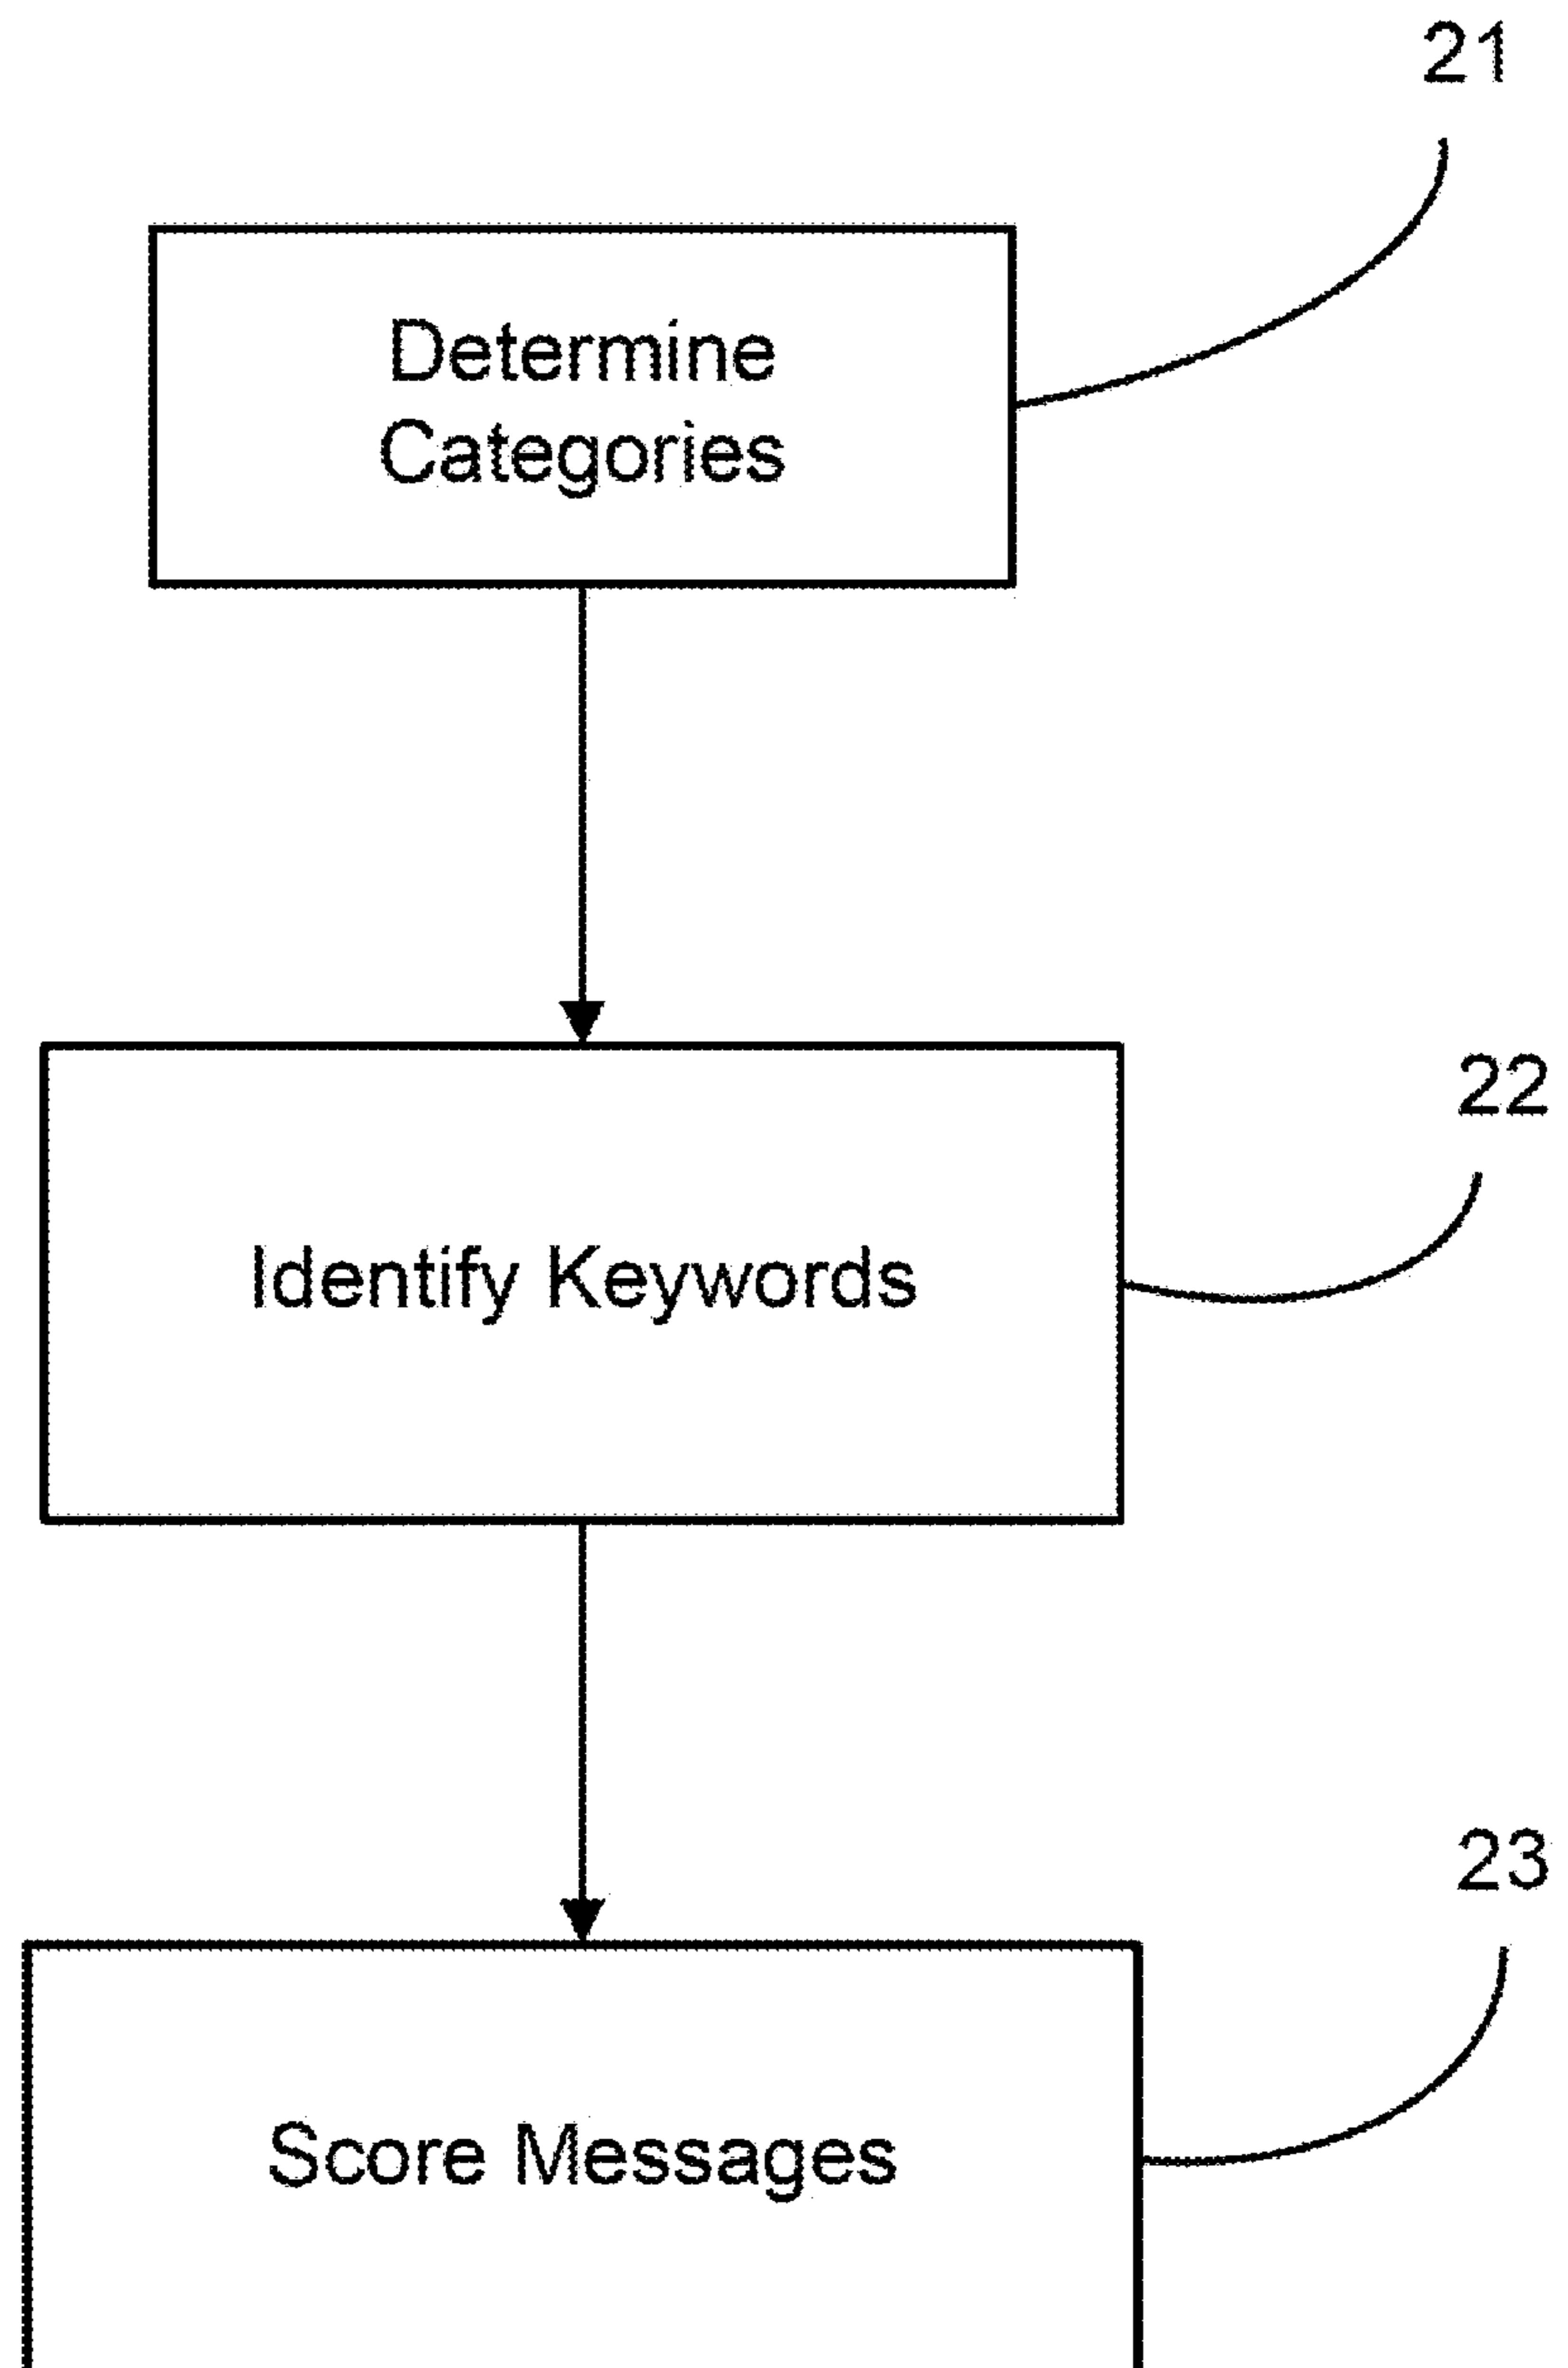 21
Determine
Categories
22
Identify Keywords
23
Score Messages